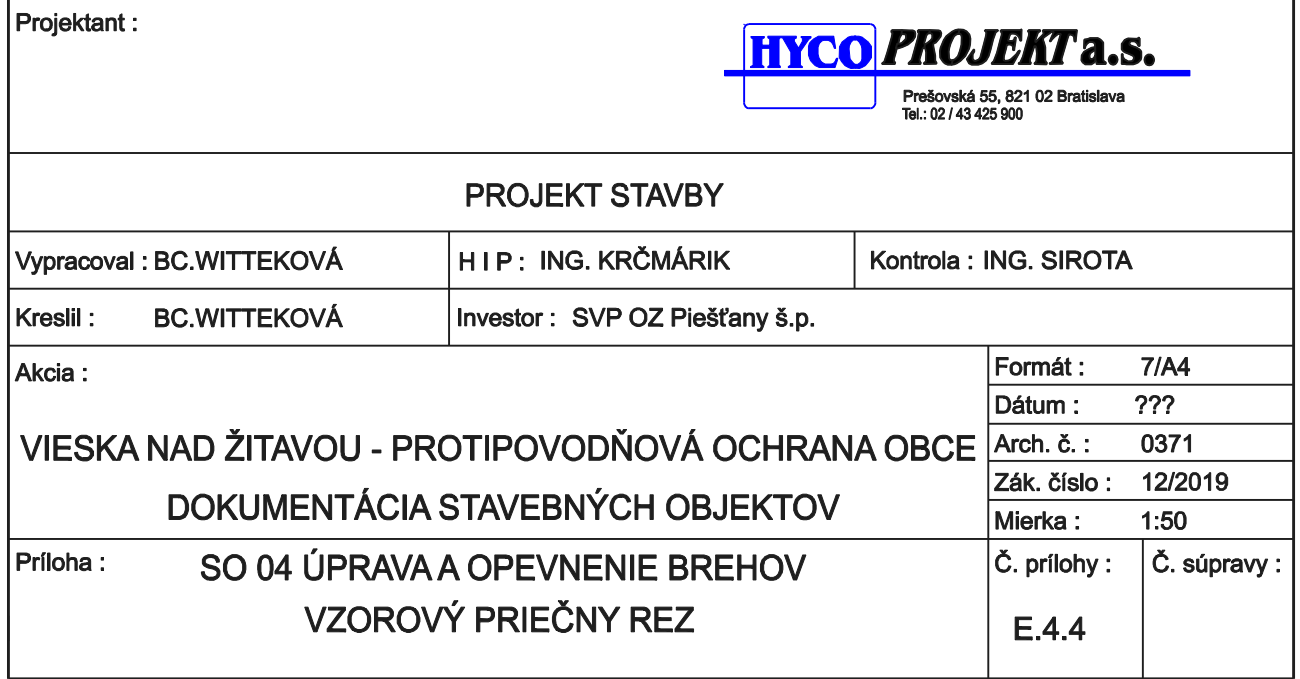 Projektant :
HYCO PROJEKT a.s.
Prešovská 55, 821 02 Bratislava
Tel.: 02 / 43 425 900
PROJEKT STAVBY
Vypracoval : BC.WITTEKOVÁ
H I P : ING. KRČMÁRIK
Kontrola : ING. SIROTA
Kreslil : BC.WITTEKOVÁ
Investor : SVP OZ Piešťany š.p.
Akcia :
VIESKA NAD ŽITAVOU - PROTIPOVODŇOVÁ OCHRANA OBCE
DOKUMENTÁCIA STAVEBNÝCH OBJEKTOV
Formát : 7/A4
Dátum : ???
Arch. č. : 0371
Zák. číslo : 12/2019
Mierka : 1:50
Príloha : SO 04 ÚPRAVA A OPEVNENIE BREHOV
VZOROVÝ PRIEČNY REZ
Č. prílohy :
E.4.4
Č. súpravy :